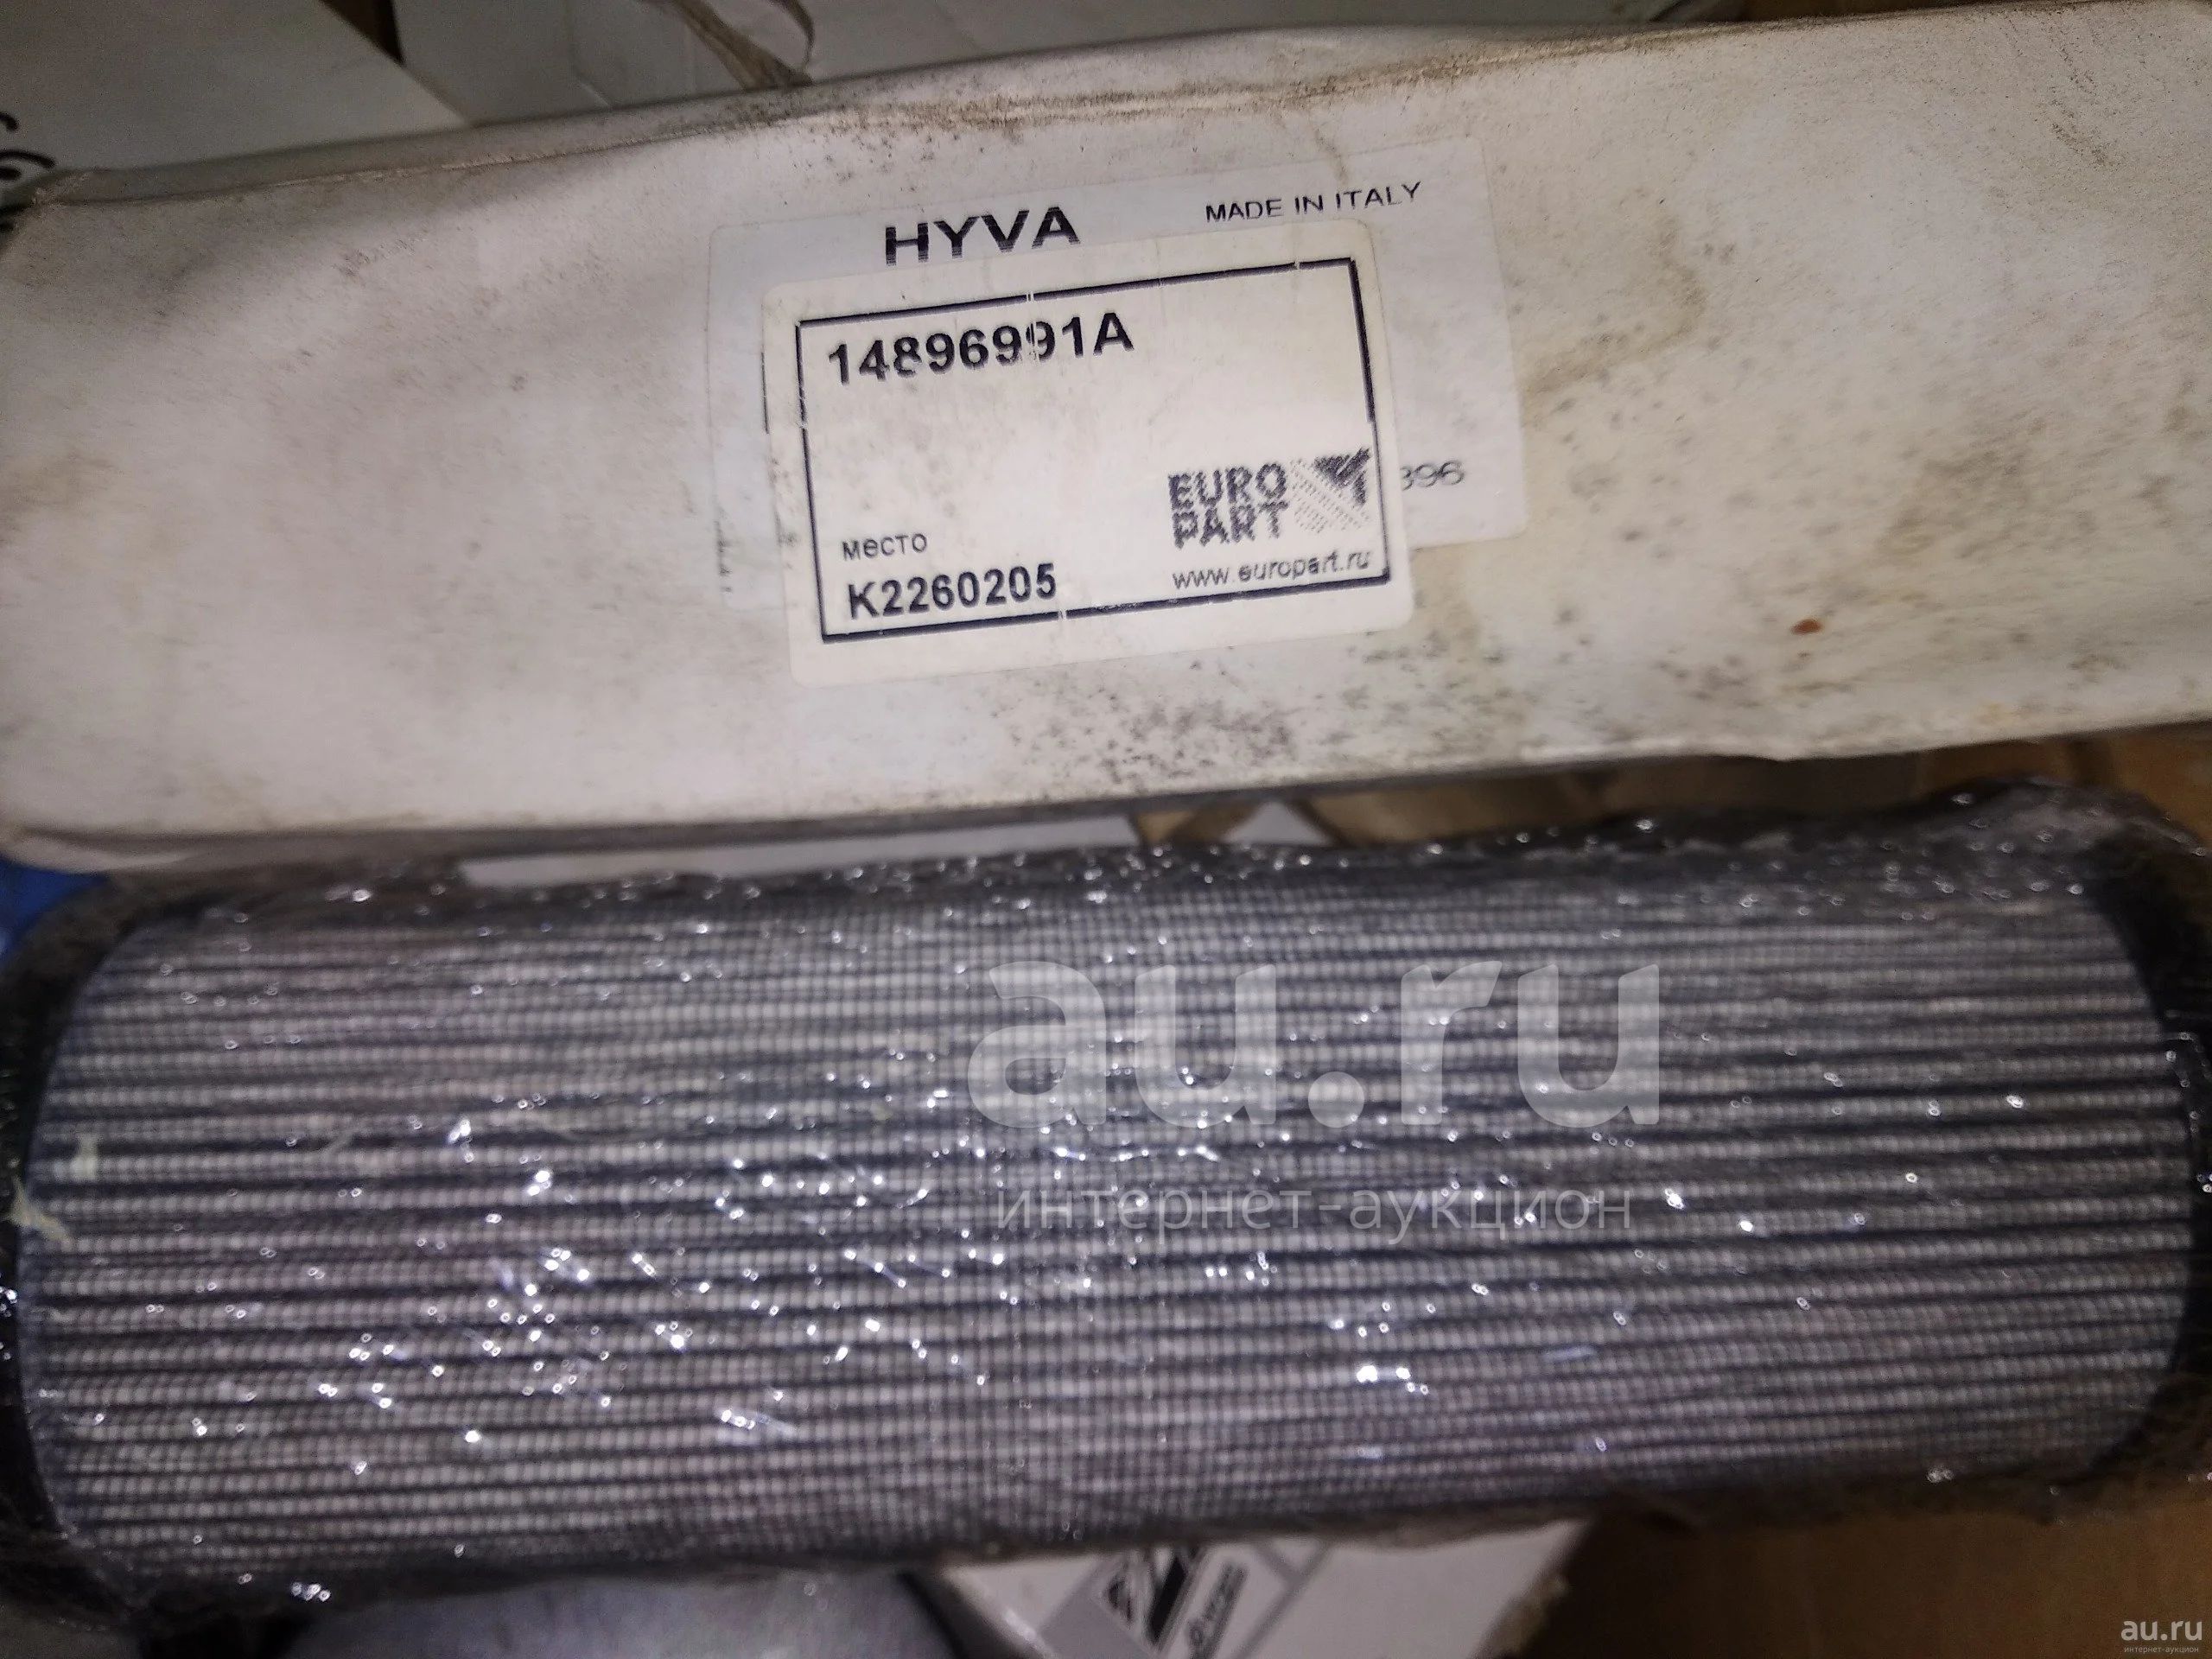 HYVA
MADE IN ITALY
14896991A
EURO
PART
место
K2260205
www.europart.ru
au.ru
интернет-аукцион
au.ru
интернет-аукцион